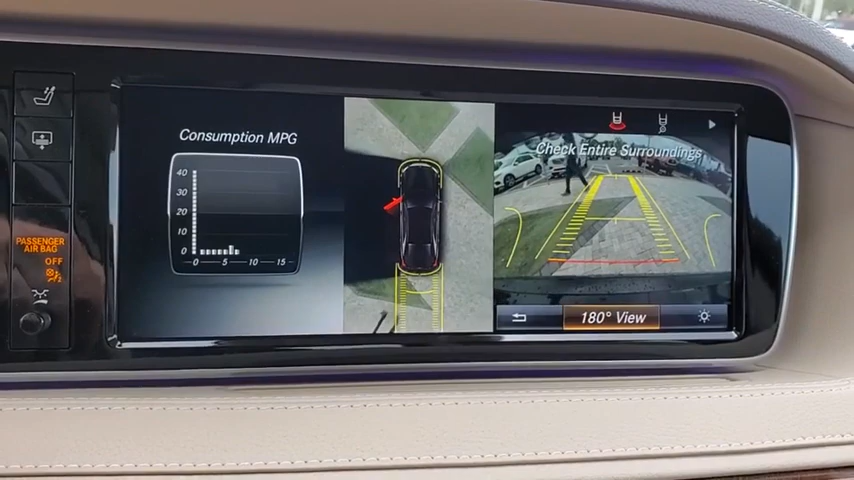 Consumption MPG
40
30
20
10
0
0 5 10 15
Check Entire Surroundings
180° View
PASSENGER
AIR BAG
OFF